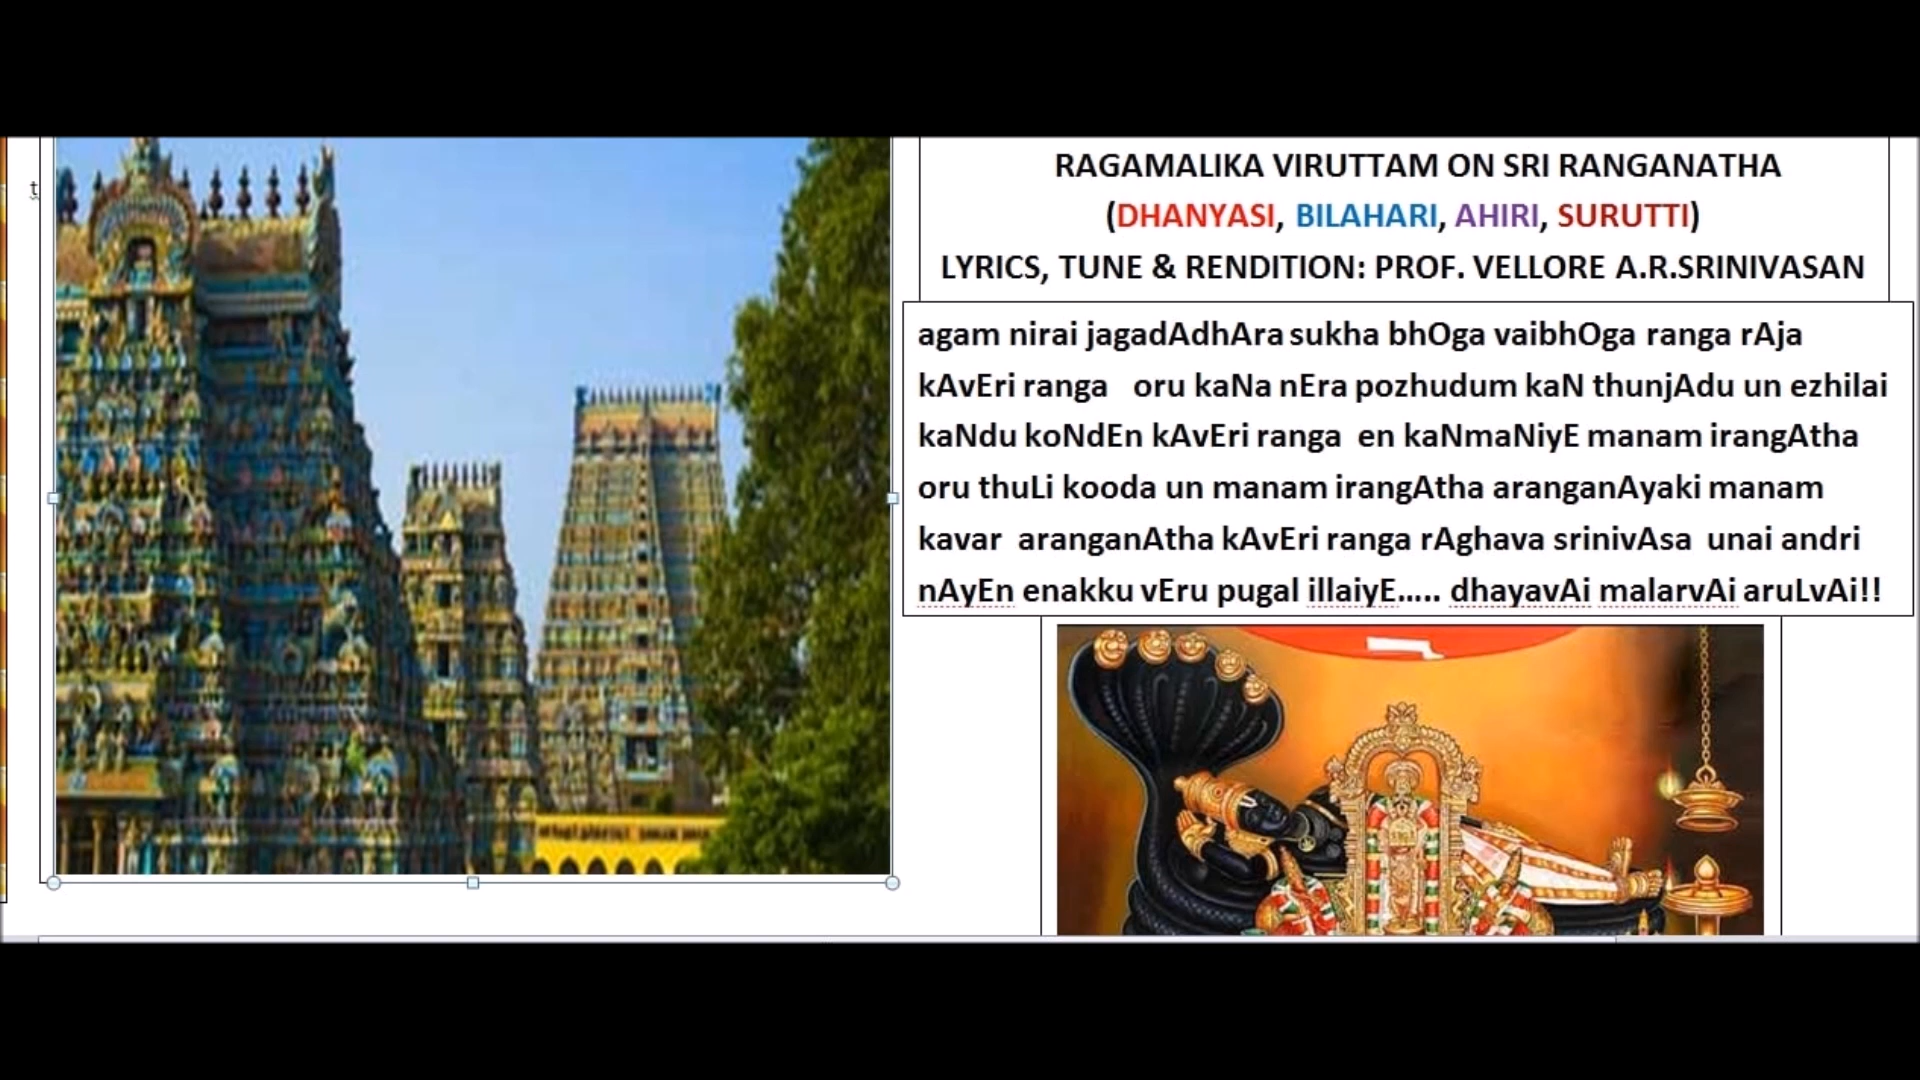 t
RAGAMALIKA VIRUTTAM ON SRI RANGANATHA
(DHANYASI, BILAHARI, AHIRI, SURUTTI)
LYRICS, TUNE & RENDITION: PROF. VELLORE A.R.SRINIVASAN
agam nirai jagadAdhAra sukha bhOga vaibhOga ranga rAja
kAvEri ranga oru kaNa nEra pozhudum kaN thunjAdu un ezhilai
kaNdu koNdEn kAvEri ranga en kaNmaNiyE manam irangAtha
oru thuLi kooda un manam irangAtha aranganAyaki manam
kavar aranganAtha kAvEri ranga rAghava srinivAsa unai andri
nAyEn enakku vEru pugal illaiyE..... dhayavAi malarvAi aruLvAi!!